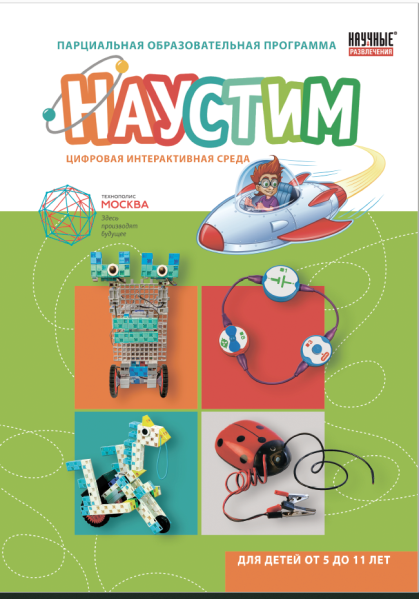 ПАРЦИАЛЬНАЯ ОБРАЗОВАТЕЛЬНАЯ ПРОГРАММА
НАУЧНЫЕ®
РАЗВЛЕЧЕНИЯ
НАУСТИМ
ЦИФРОВАЯ ИНТЕРАКТИВНАЯ СРЕДА
ТЕХНОПОЛИС
МОСКВА
Здесь
производят
будущее
ДЛЯ ДЕТЕЙ ОТ 5 ДО 11 ЛЕТ